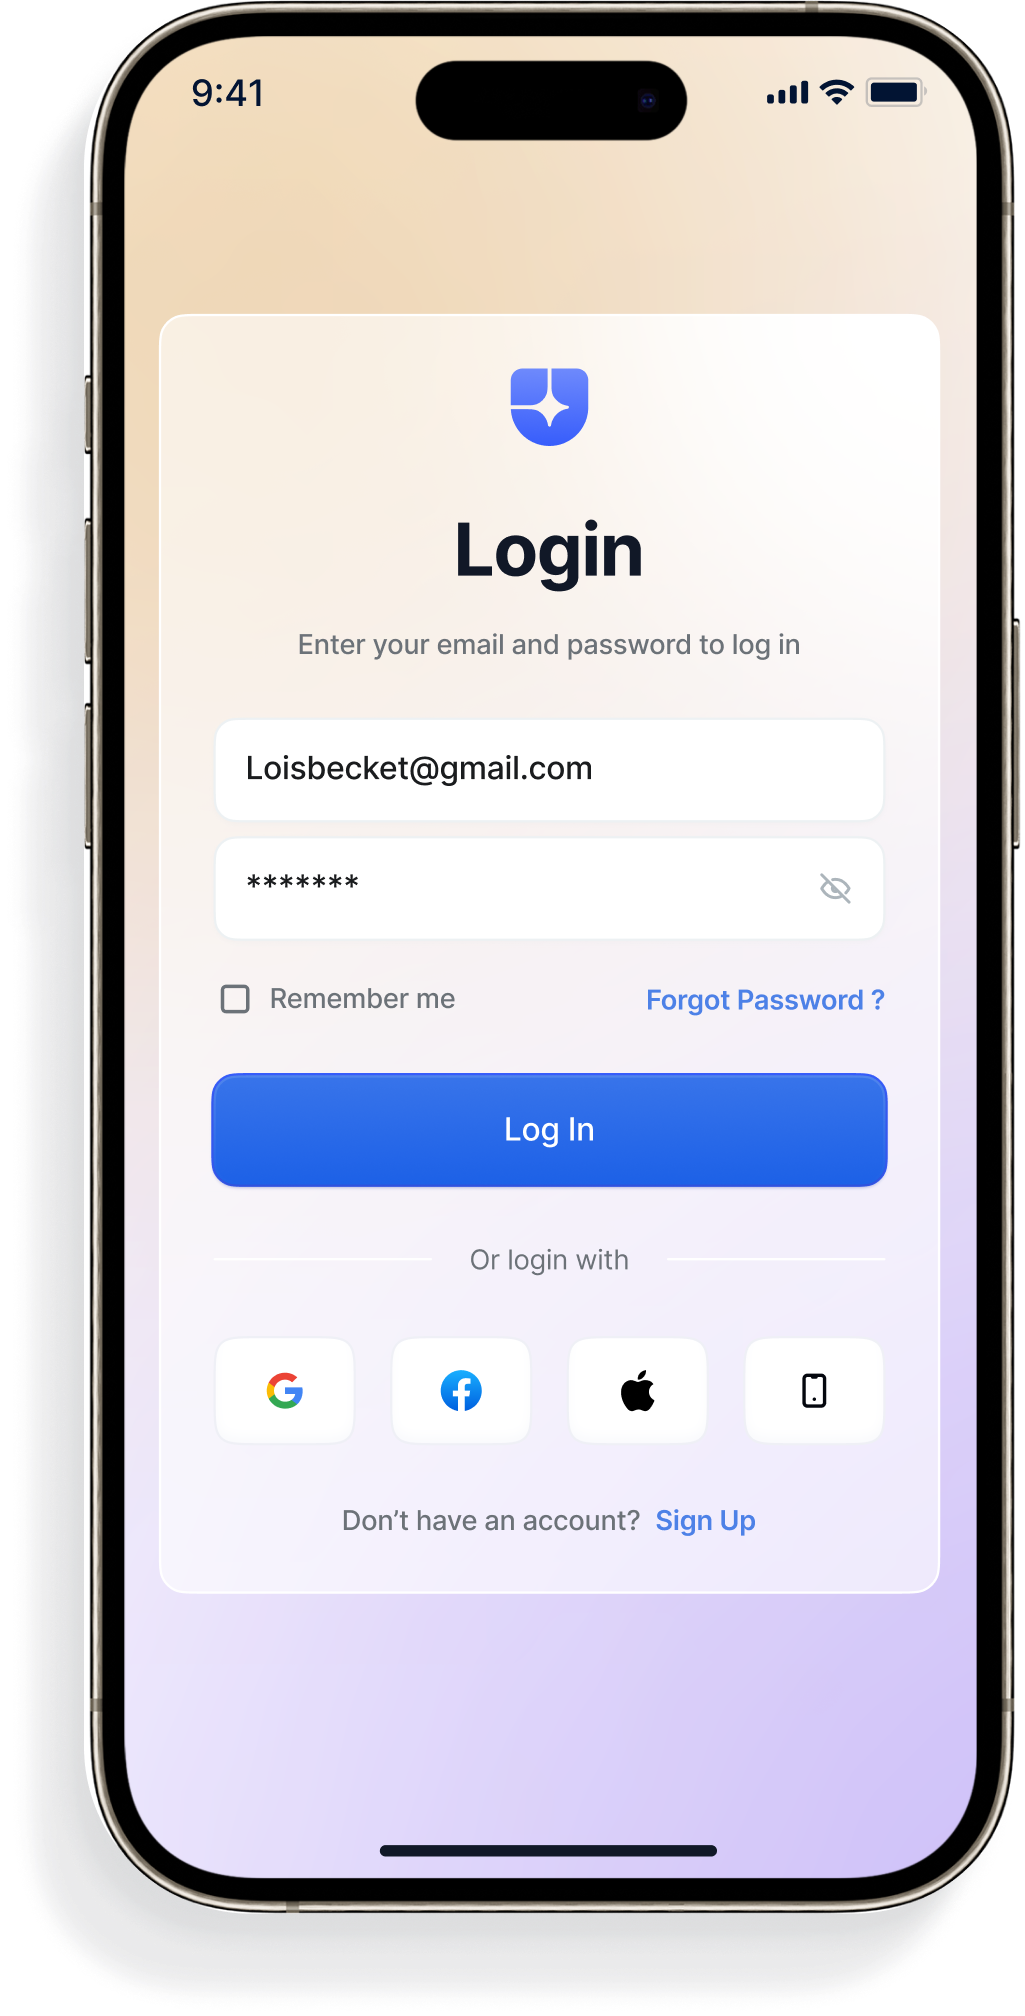 9:41
Login
Enter your email and password to log in
Loisbecket@gmail.com
*******
Remember me
Forgot Password ?
Log In
Or login with
Don’t have an account? Sign Up